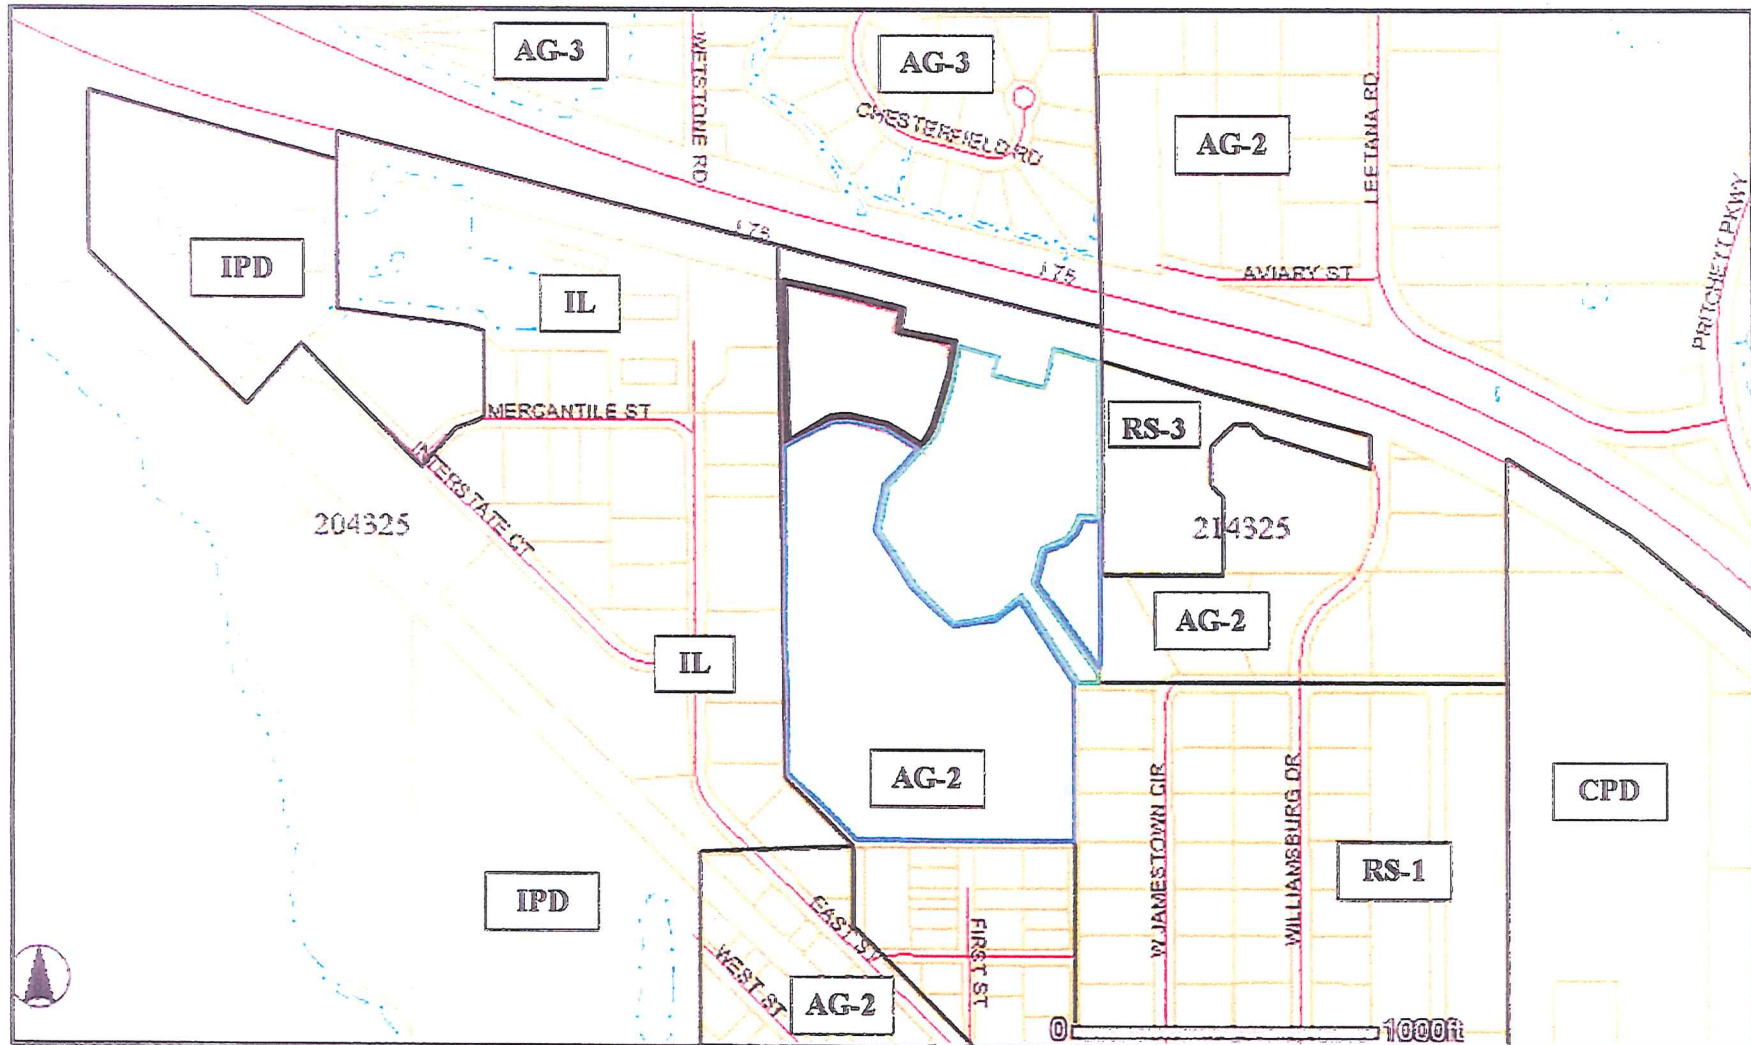 AG-3
AG-3
WETSTONE RD
CHESTERFIELD RD
AG-2
LEETANA RD
PRITCHETT PKWY
I 75
I 75
AVIARY ST
IPD
IL
MERCANTILE ST
RS-3
INTERSTATE CT
204325
214325
AG-2
IL
AG-2
W JAMESTOWN CIR
WILLIAMSBURG DR
CPD
RS-1
IPD
EAST ST
WEST ST
FIRST ST
AG-2
0 1000ft